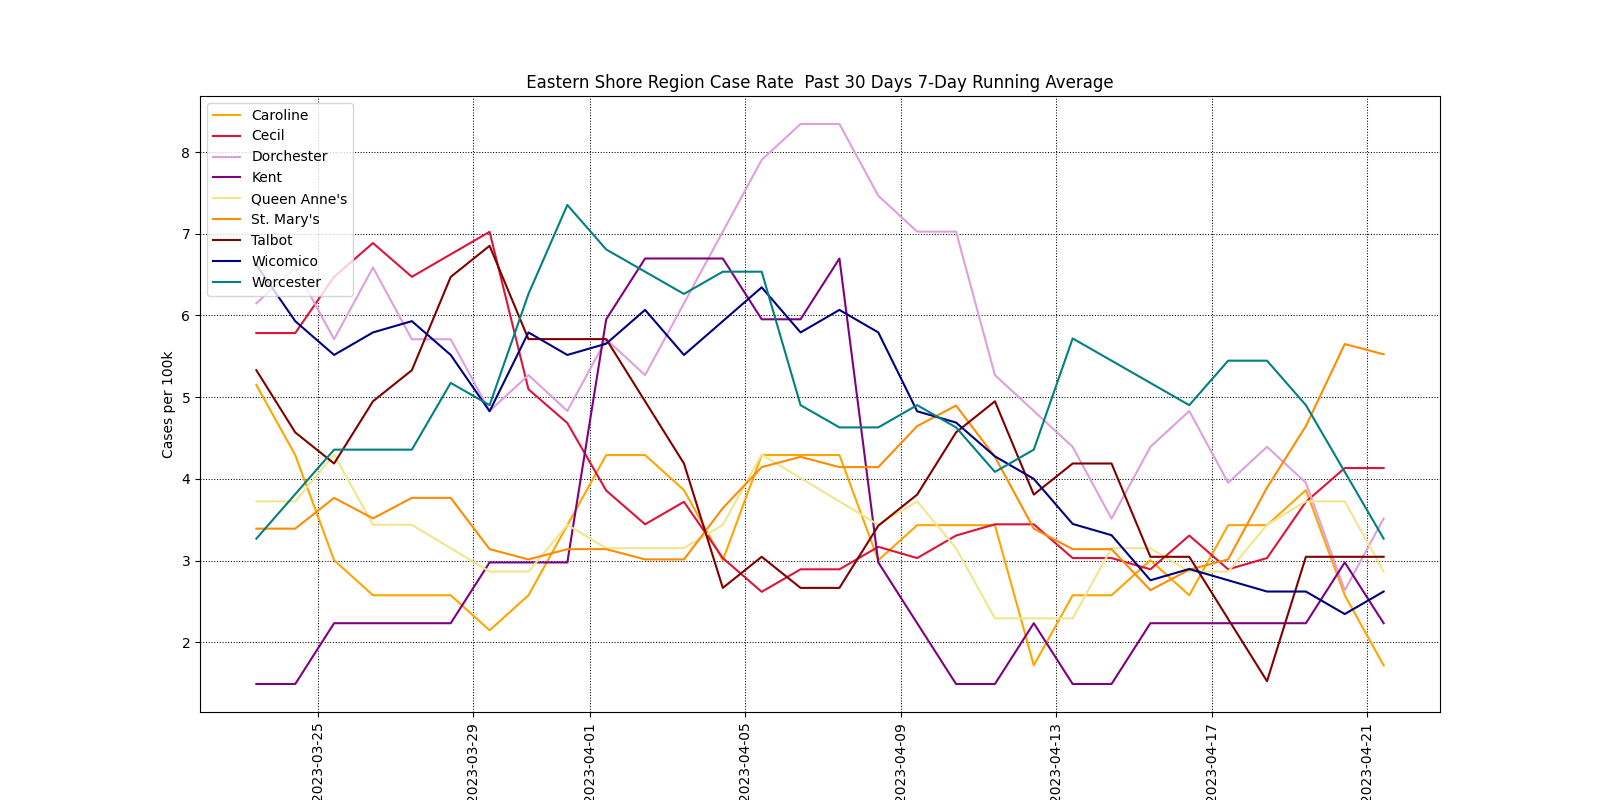 Eastern Shore Region Case Rate  Past 30 Days 7-Day Running Average
Caroline
Cecil
Dorchester
Kent
Queen Anne's
St. Mary's
Talbot
Wicomico
Worcester
Cases per 100k
8
7
6
5
4
3
2
2023-03-25
2023-03-29
2023-04-01
2023-04-05
2023-04-09
2023-04-13
2023-04-17
2023-04-21